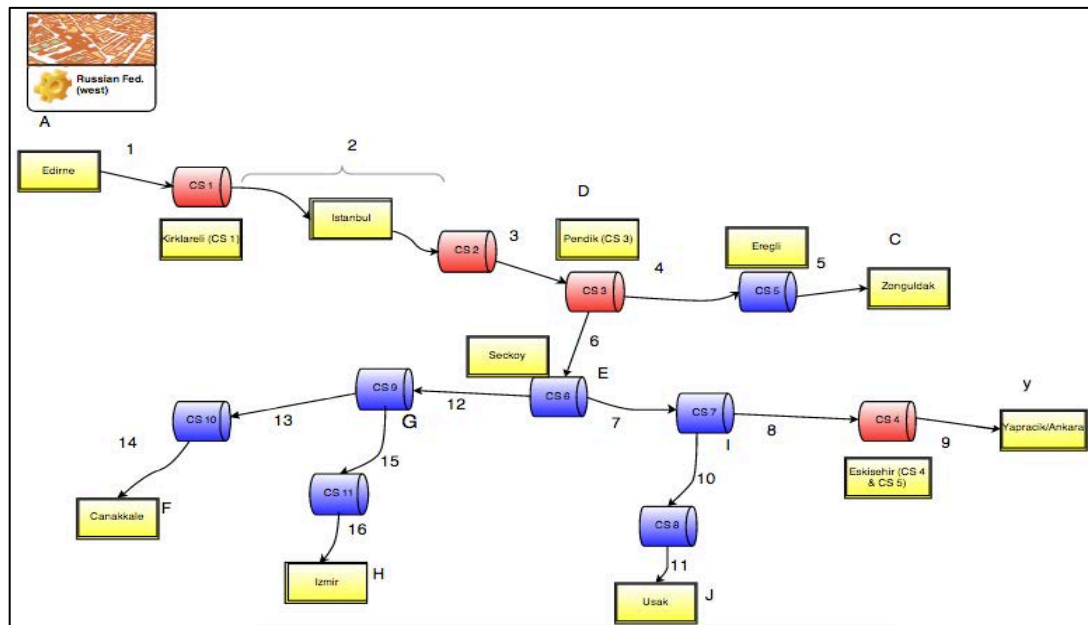 Russian Fed.
(west)
A
1
2
Edirne
CS 1
Istanbul
Kirklareli (CS 1)
CS 2
3
D
Pendik (CS 3)
CS 3
4
Eregli
CS 5
5
C
Zonguldak
6
Seckoy
E
CS 6
CS 9
G
12
7
CS 7
I
8
CS 4
9
y
Yapracik/Ankara
Eskisehir (CS 4
& CS 5)
CS 10
13
14
15
10
CS 11
CS 8
Canakkale
F
16
11
Izmir
H
Usak
J